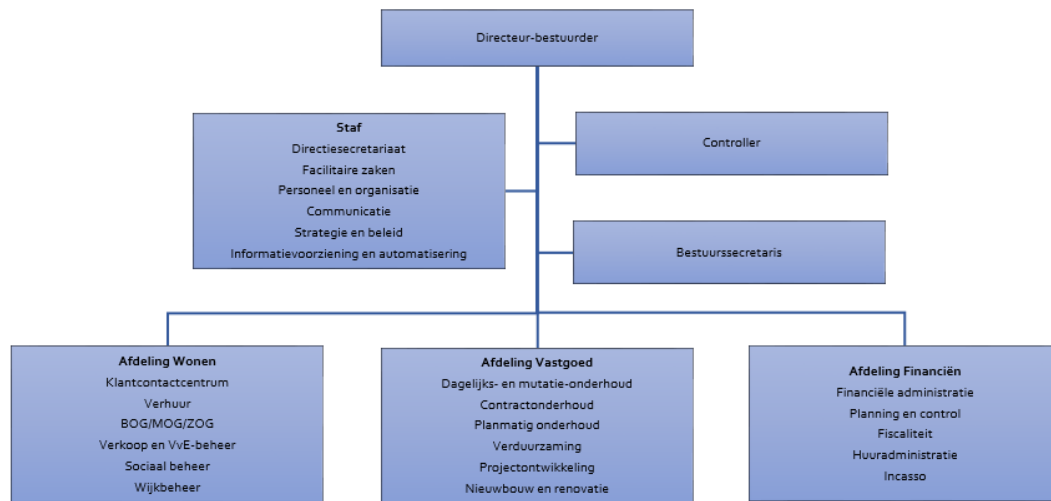 Directeur-bestuurder
Staf
Directiesecretariaat
Facilitaire zaken
Personeel en organisatie
Communicatie
Strategie en beleid
Informatievoorziening en automatisering
Controller
Bestuurssecretaris
Afdeling Wonen
Klantcontactcentrum
Verhuur
BOG/MOG/ZOG
Verkoop en VvE-beheer
Sociaal beheer
Wijkbeheer
Afdeling Vastgoed
Dagelijks- en mutatie-onderhoud
Contractonderhoud
Planmatig onderhoud
Verduurzaming
Projectontwikkeling
Nieuwbouw en renovatie
Afdeling Financiën
Financiële administratie
Planning en control
Fiscaliteit
Huuradministratie
Incasso